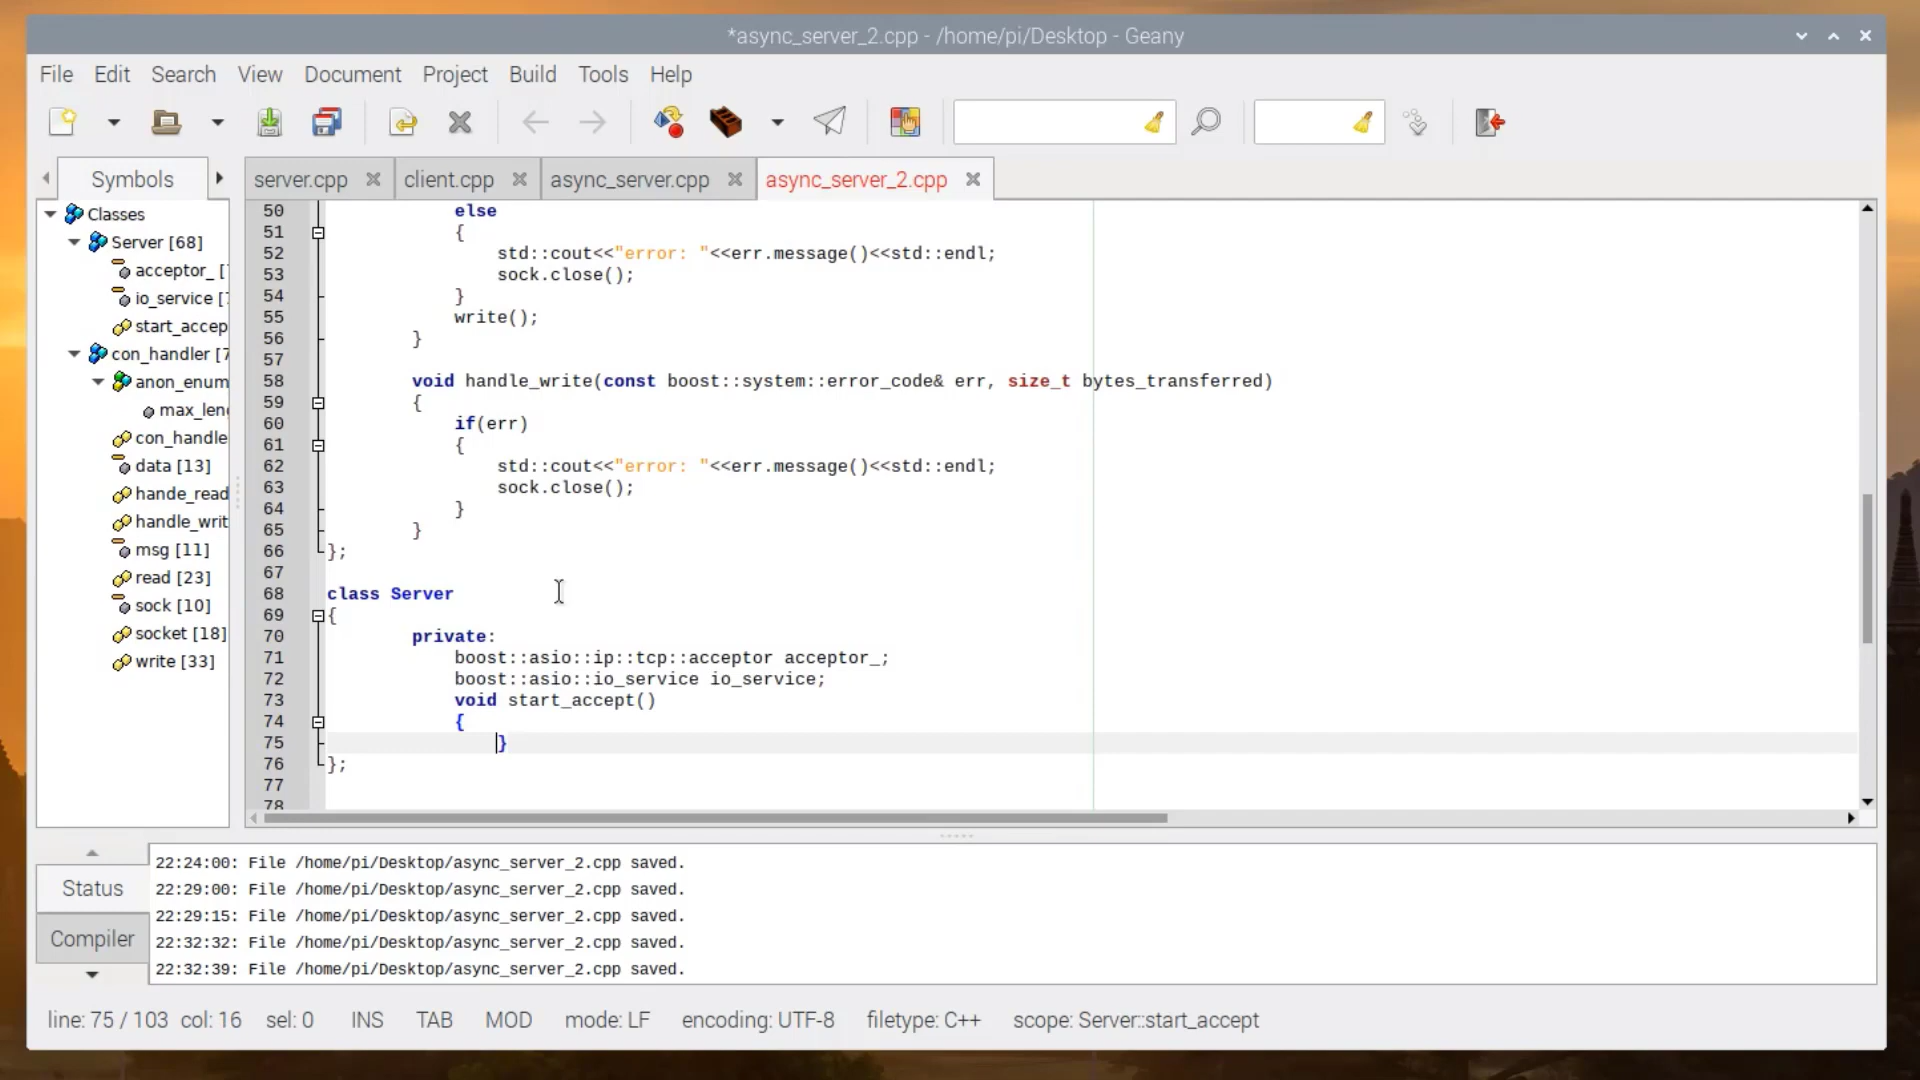 *async_server_2.cpp - /home/pi/Desktop - Geany
File Edit Search View Document Project Build Tools Help
Symbols
server.cpp client.cpp async_server.cpp async_server_2.cpp
Classes
Server [68]
acceptor_ [
io_service [
start_accep
con_handler [7
anon_enum
max_len
con_handle
data [13]
hande_read
handle_writ
msg [11]
read [23]
sock [10]
socket [18]
write [33]
50 else
51 {
52 std::cout<<"error: "<<err.message()<<std::endl;
53 sock.close();
54 }
55 write();
56 }
57
58 void handle_write(const boost::system::error_code& err, size_t bytes_transferred)
59 {
60 if(err)
61 {
62 std::cout<<"error: "<<err.message()<<std::endl;
63 sock.close();
64 }
65 }
66 };
67
68 class Server
69 {
70 private:
71 boost::asio::ip::tcp::acceptor acceptor_;
72 boost::asio::io_service io_service;
73 void start_accept()
74 {
75 }
76 };
77
78
Status
Compiler
22:24:00: File /home/pi/Desktop/async_server_2.cpp saved.
22:29:00: File /home/pi/Desktop/async_server_2.cpp saved.
22:29:15: File /home/pi/Desktop/async_server_2.cpp saved.
22:32:32: File /home/pi/Desktop/async_server_2.cpp saved.
22:32:39: File /home/pi/Desktop/async_server_2.cpp saved.
line: 75 / 103 col: 16 sel: 0 INS TAB MOD mode: LF encoding: UTF-8 filetype: C++ scope: Server::start_accept